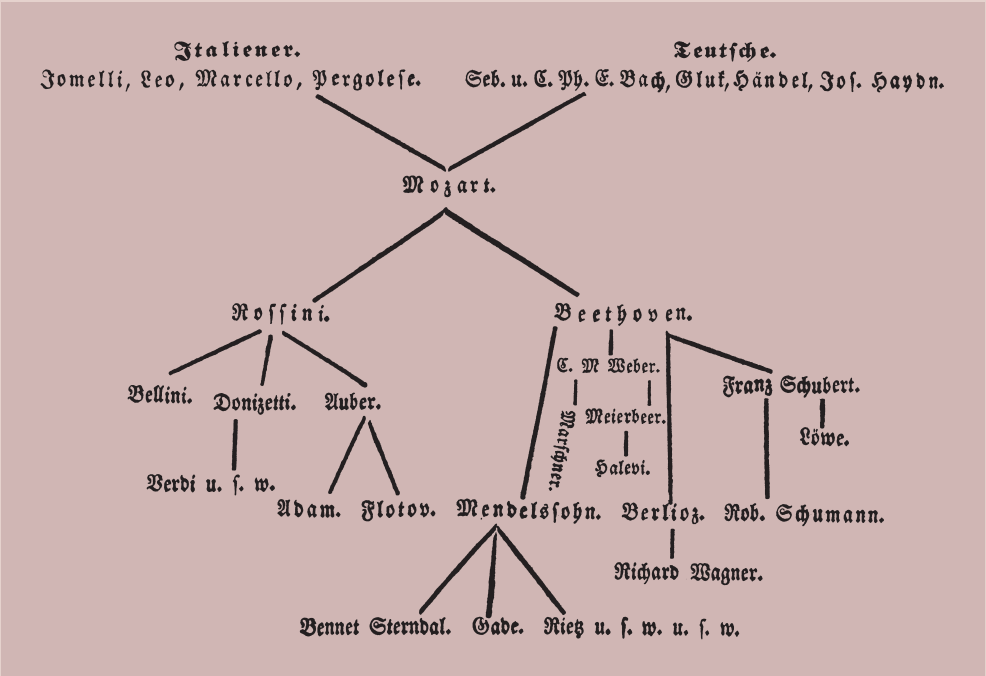 Italiener.
Teutsche.
Jomelli, Leo, Marcello, Pergolese.
Seb. u. C. Ph. E. Bach, Gluk, Händel, Jos. Haydn.
Mozart.
Rossini.
Beethoven.
C. M Weber.
Franz Schubert.
Bellini.
Donizetti.
Auber.
Marschner.
Meierbeer.
Löwe.
Halevi.
Verdi u. s. w.
Adam.
Flotov.
Mendelssohn.
Berlioz.
Rob. Schumann.
Richard Wagner.
Bennet Sterndal.
Gade.
Rietz u. s. w. u. s. w.